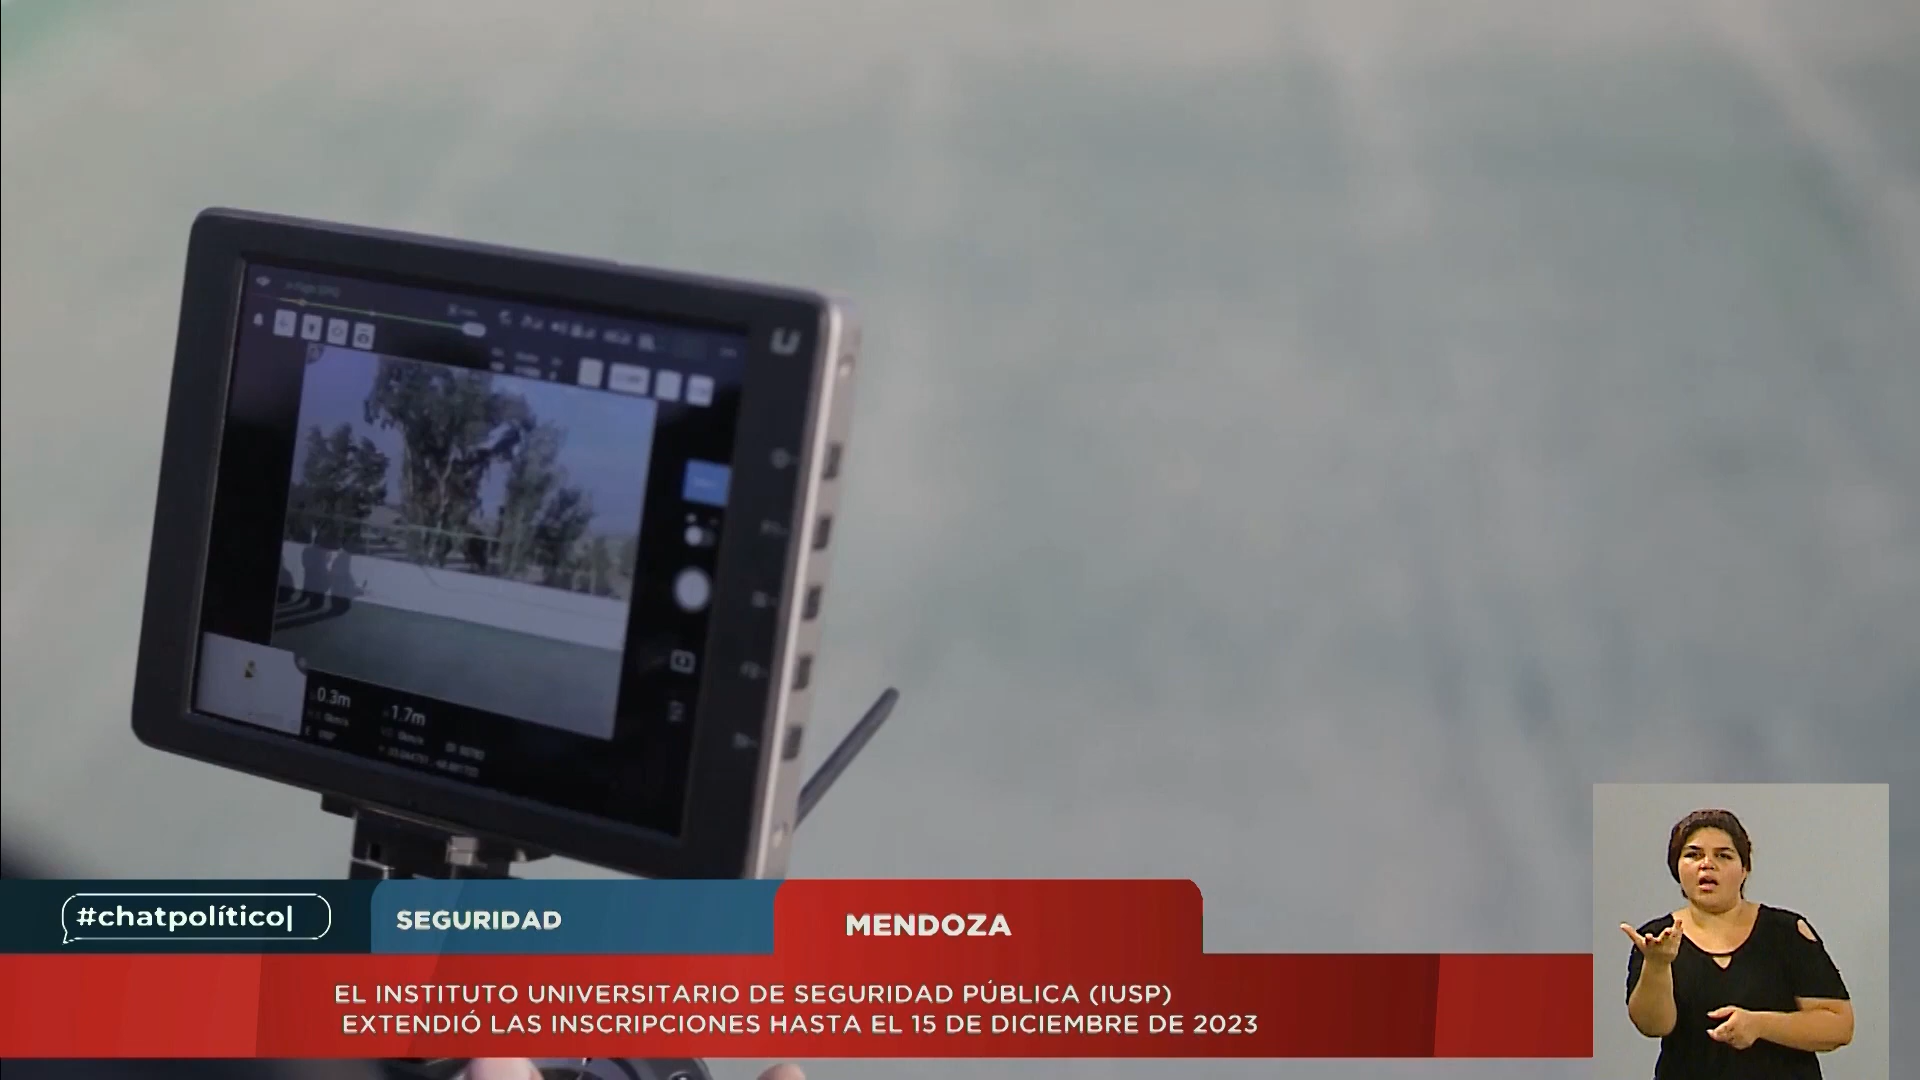 0.3m
1.7m
#chatpolítico|
SEGURIDAD
MENDOZA
EL INSTITUTO UNIVERSITARIO DE SEGURIDAD PÚBLICA (IUSP)
EXTENDIÓ LAS INSCRIPCIONES HASTA EL 15 DE DICIEMBRE DE 2023